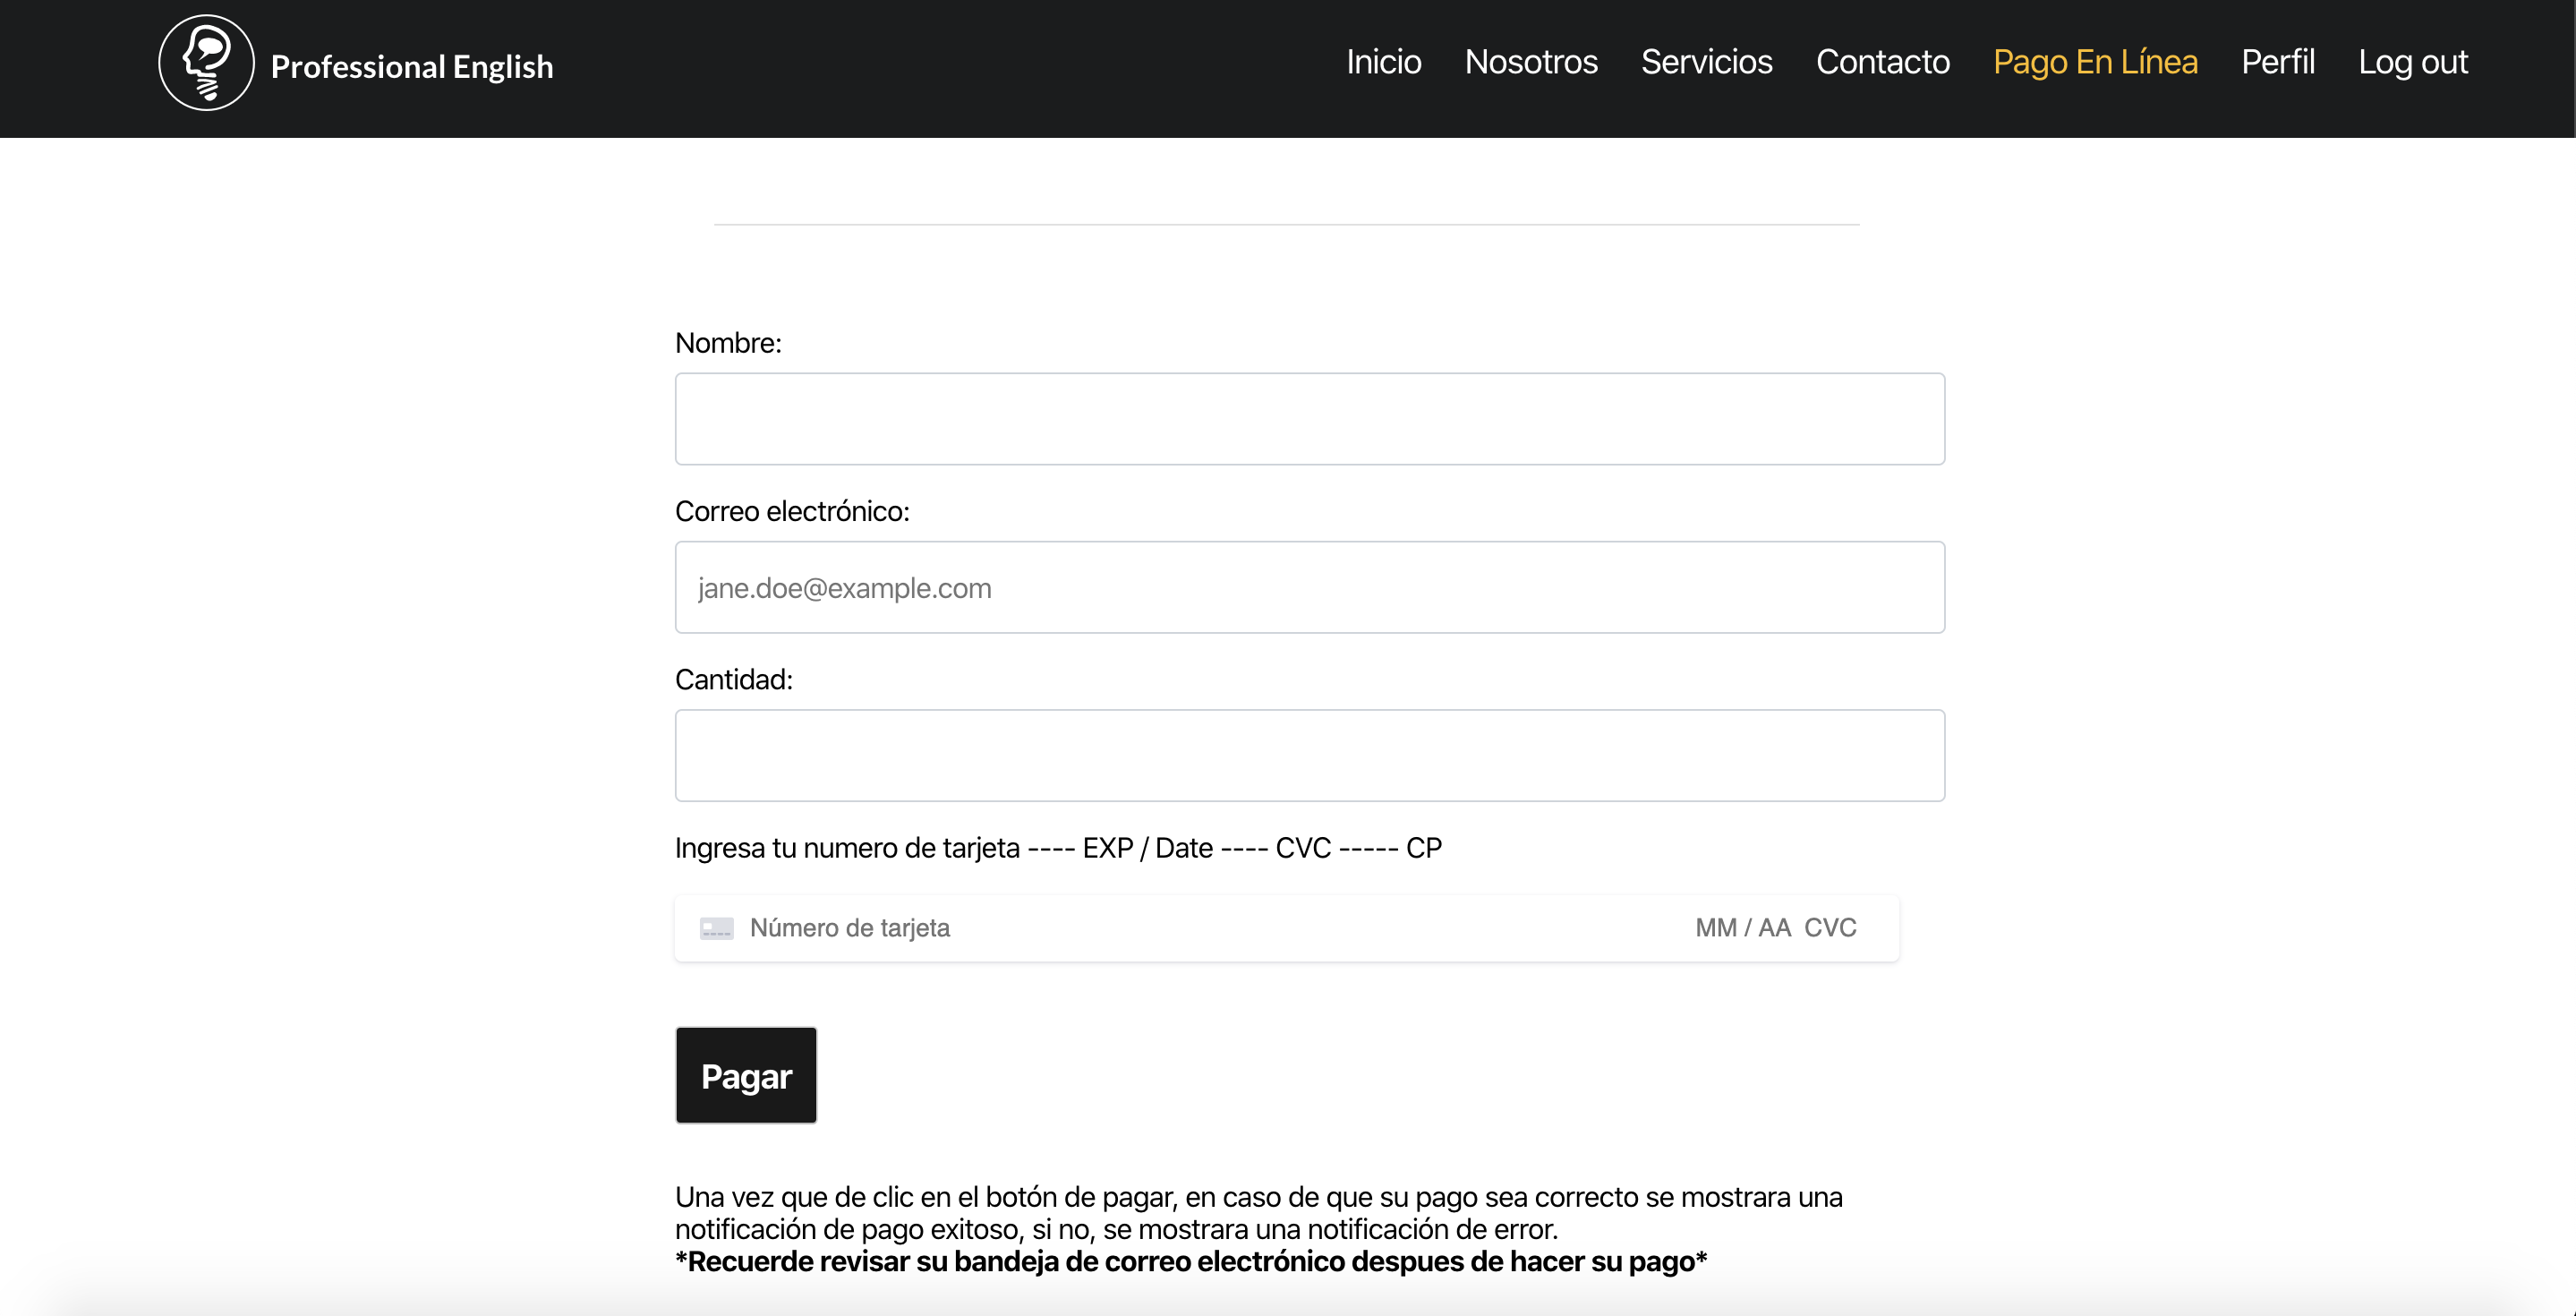 Professional English
Inicio Nosotros Servicios Contacto Pago En Línea Perfil Log out
Nombre:
Correo electrónico:
jane.doe@example.com
Cantidad:
Ingresa tu numero de tarjeta ---- EXP / Date ---- CVC ----- CP
Número de tarjeta MM / AA CVC
Pagar
Una vez que de clic en el botón de pagar, en caso de que su pago sea correcto se mostrara una
notificación de pago exitoso, si no, se mostrara una notificación de error.
*Recuerde revisar su bandeja de correo electrónico despues de hacer su pago*